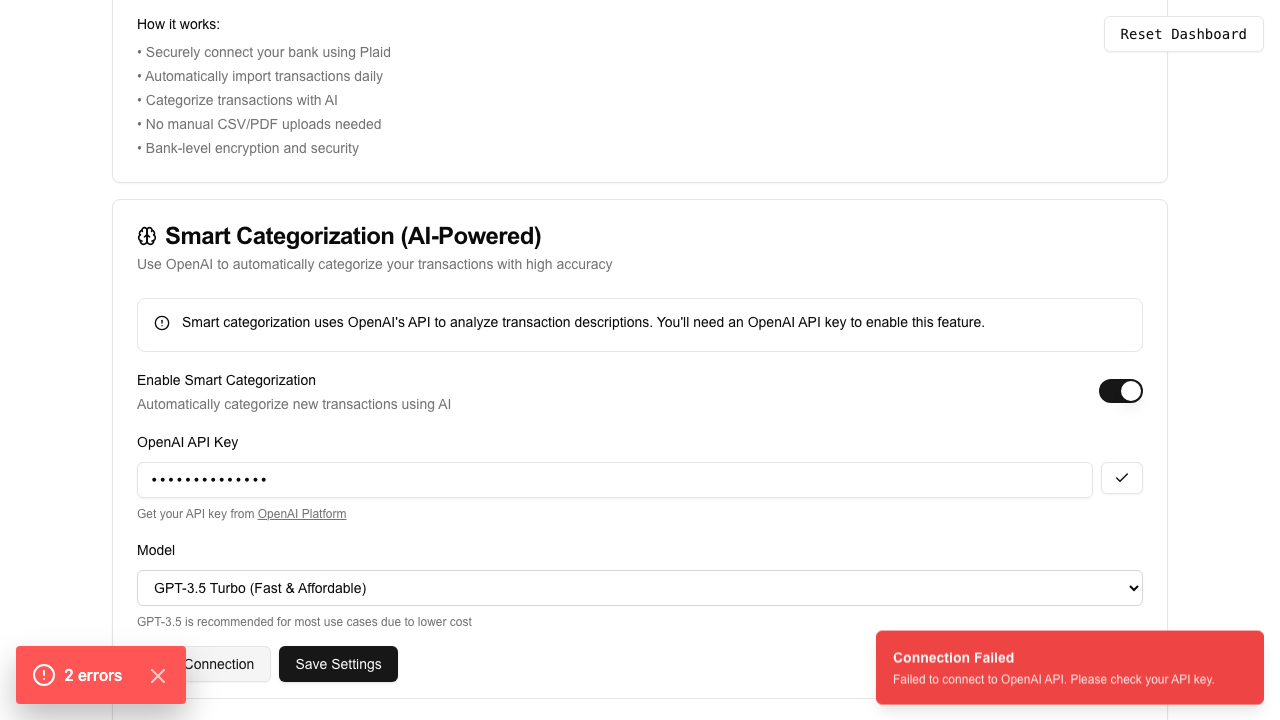 How it works:
• Securely connect your bank using Plaid
• Automatically import transactions daily
• Categorize transactions with AI
• No manual CSV/PDF uploads needed
• Bank-level encryption and security
Reset Dashboard
Smart Categorization (AI-Powered)
Use OpenAI to automatically categorize your transactions with high accuracy
Smart categorization uses OpenAI's API to analyze transaction descriptions. You'll need an OpenAI API key to enable this feature.
Enable Smart Categorization
Automatically categorize new transactions using AI
OpenAI API Key
••••••••••••••
Get your API key from OpenAI Platform
Model
GPT-3.5 Turbo (Fast & Affordable)
GPT-3.5 is recommended for most use cases due to lower cost
Connection
Save Settings
2 errors
Connection Failed
Failed to connect to OpenAI API. Please check your API key.